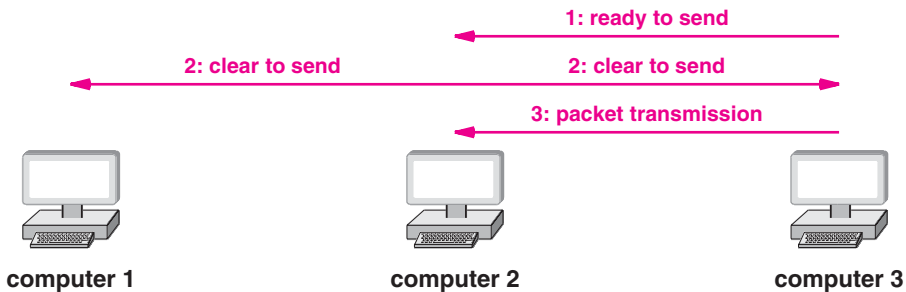 1: ready to send
2: clear to send 2: clear to send
3: packet transmission
computer 1 computer 2 computer 3